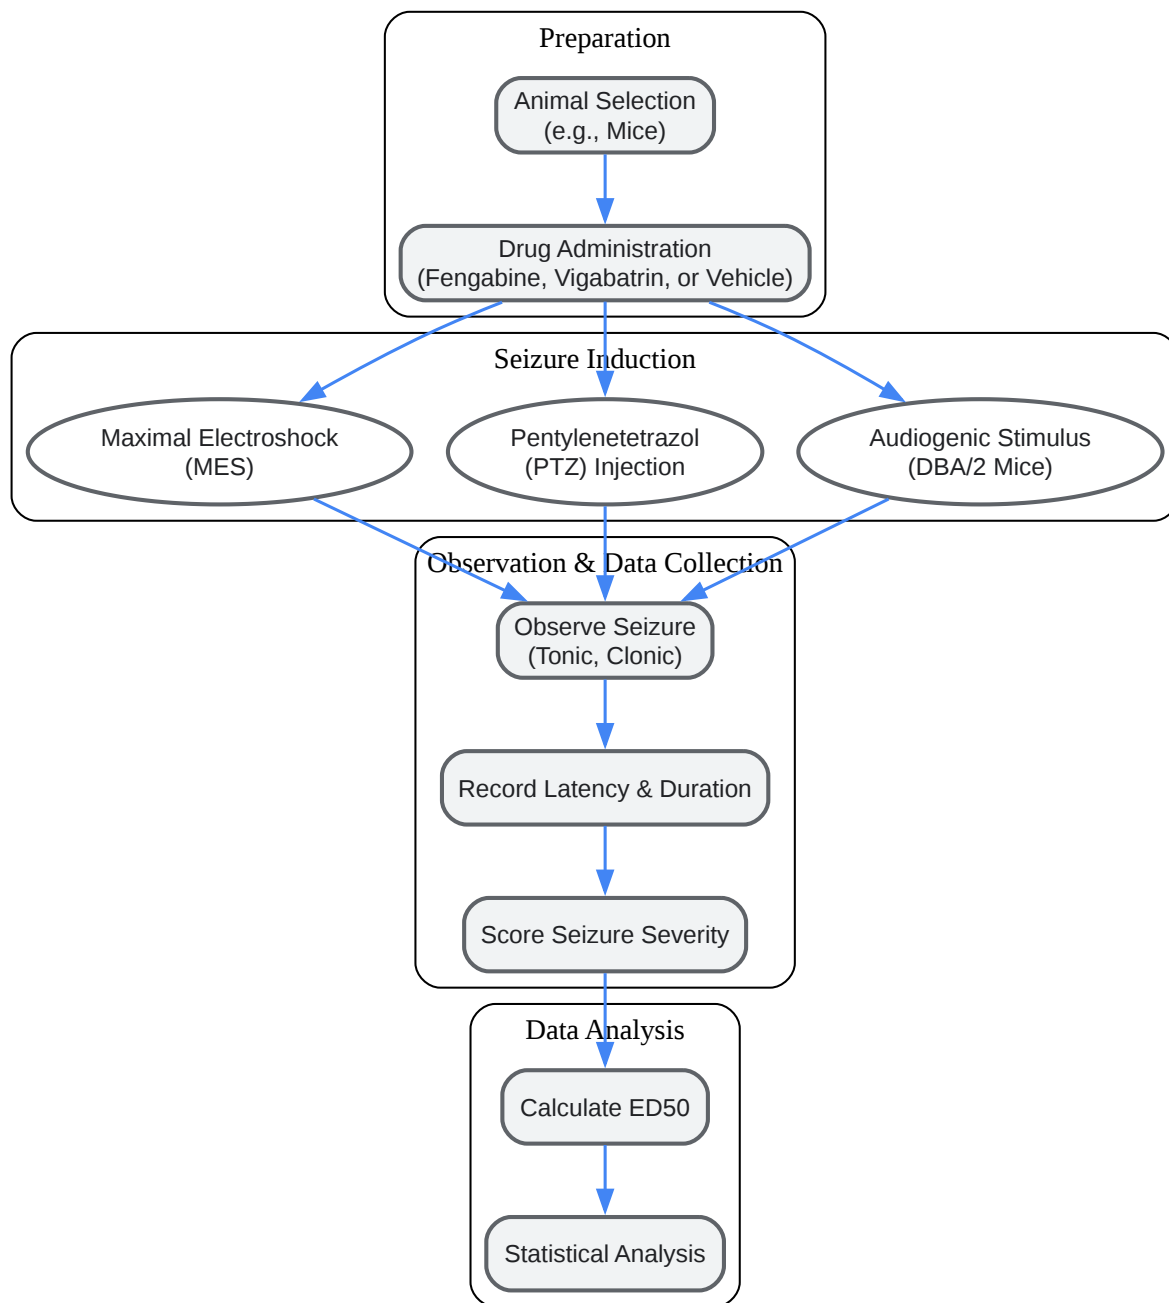 Preparation
Animal Selection
(e.g., Mice)
Drug Administration
(Fengabine, Vigabatrin, or Vehicle)
Seizure Induction
Maximal Electroshock
(MES)
Pentylenetetrazol
(PTZ) Injection
Audiogenic Stimulus
(DBA/2 Mice)
Observation & Data Collection
Observe Seizure
(Tonic, Clonic)
Record Latency & Duration
Score Seizure Severity
Data Analysis
Calculate ED50
Statistical Analysis